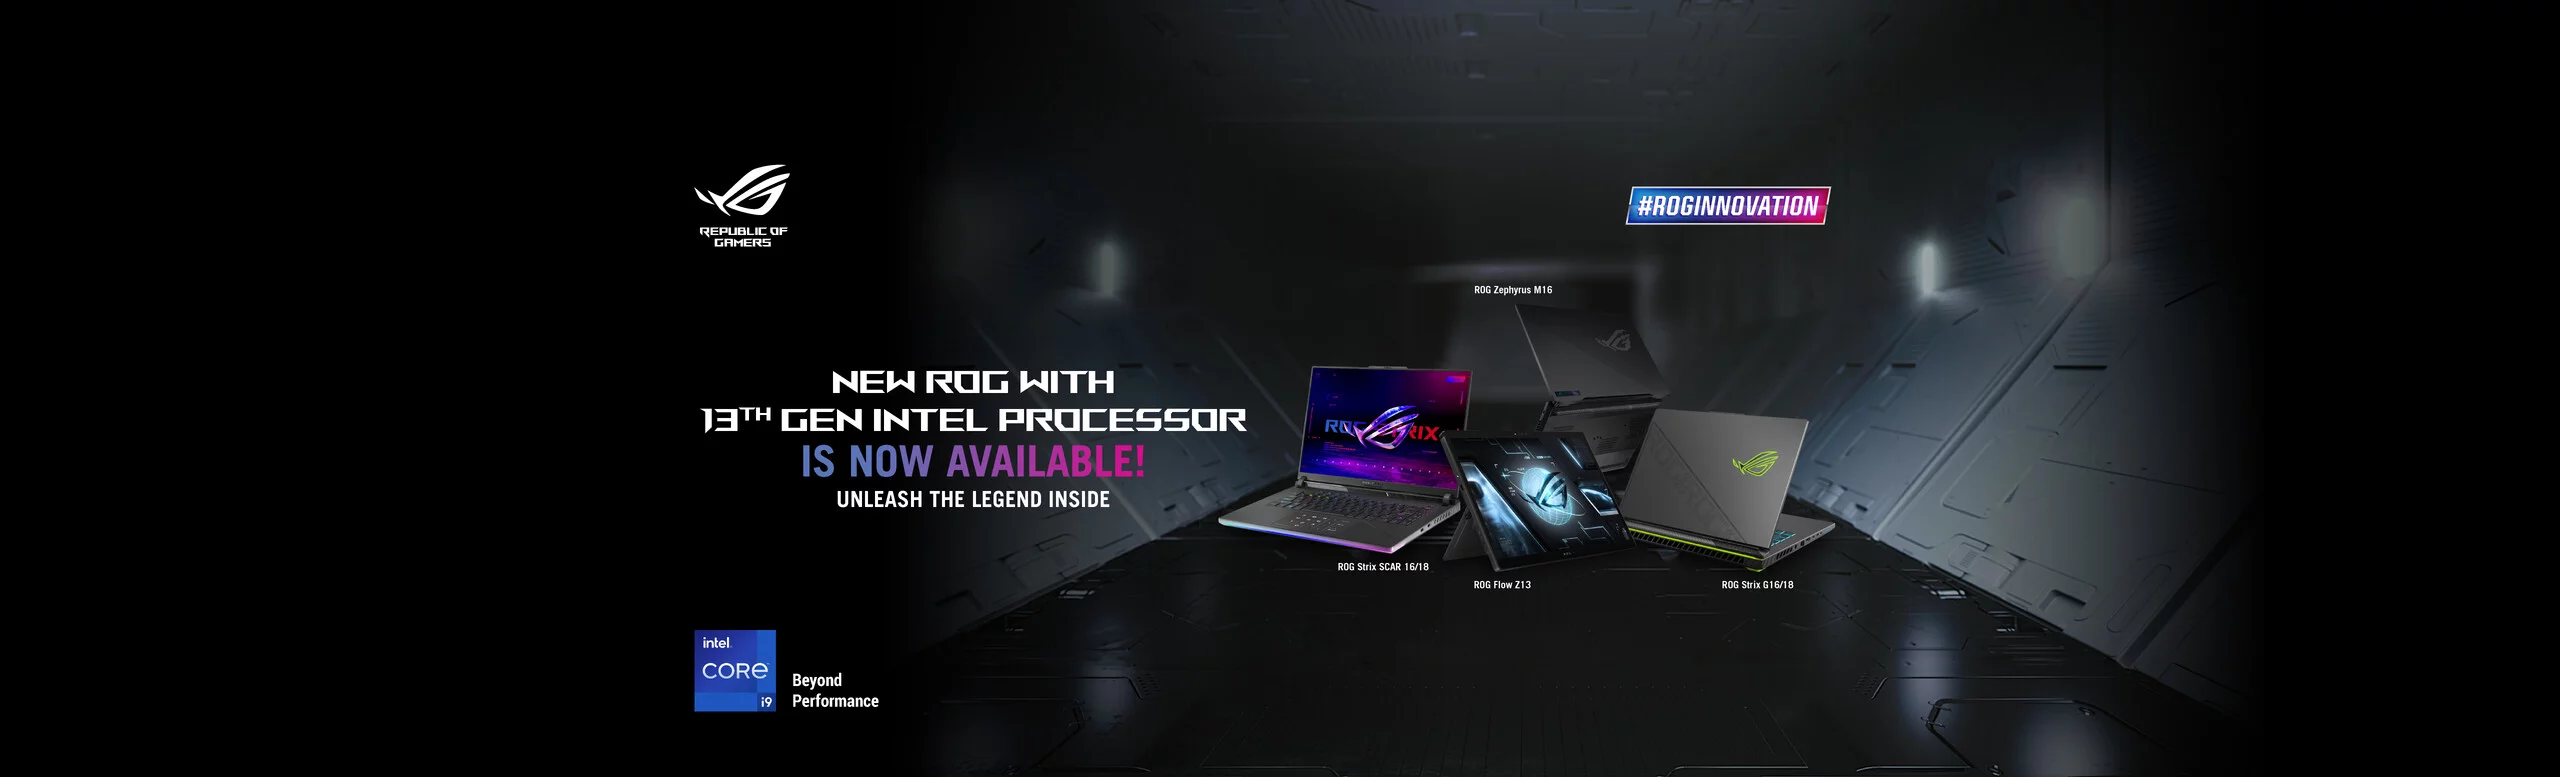 REPUBLIC OF
GAMERS
#ROGINNOVATION
ROG Zephyrus M16
NEW ROG WITH
13TH GEN INTEL PROCESSOR
IS NOW AVAILABLE!
UNLEASH THE LEGEND INSIDE
ROG Strix SCAR 16/18
ROG Flow Z13
ROG Strix G16/18
intel
CORE
i9
Beyond
Performance